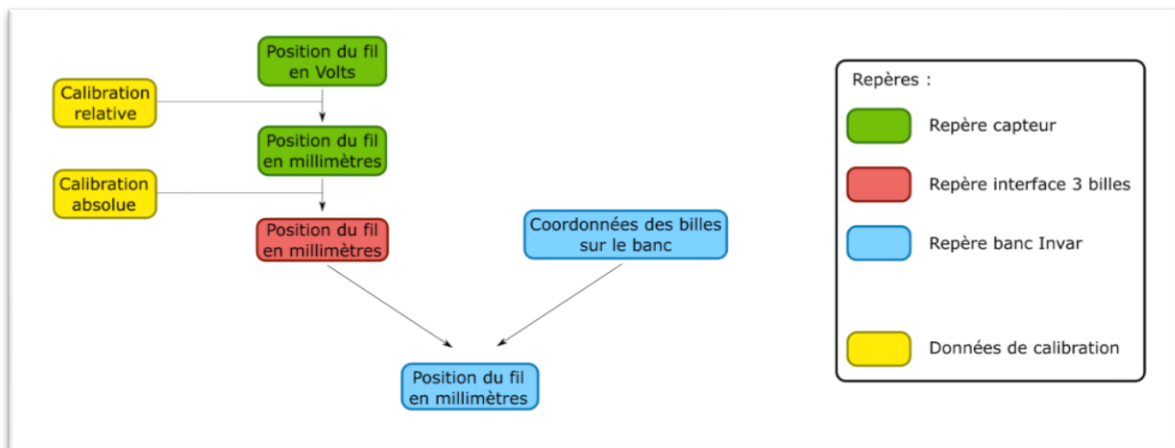 Position du fil
en Volts
Calibration
relative
Position du fil
en millimètres
Calibration
absolue
Position du fil
en millimètres
Coordonnées des billes
sur le banc
Position du fil
en millimètres
Repères :
Repère capteur
Repère interface 3 billes
Repère banc Invar
Données de calibration